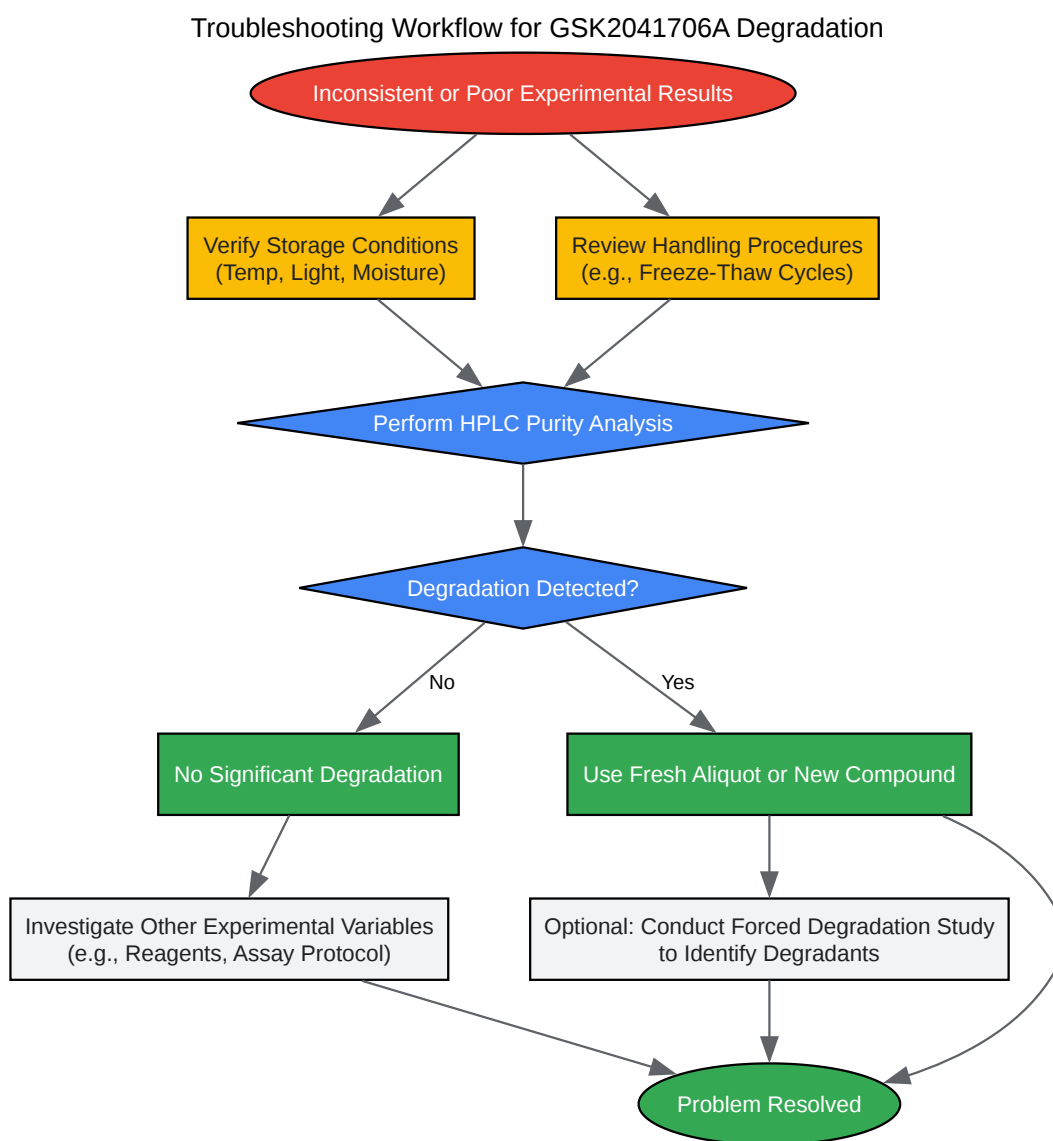 Troubleshooting Workflow for GSK2041706A Degradation
Inconsistent or Poor Experimental Results
Verify Storage Conditions
(Temp, Light, Moisture)
Review Handling Procedures
(e.g., Freeze-Thaw Cycles)
Perform HPLC Purity Analysis
Degradation Detected?
No
Yes
No Significant Degradation
Use Fresh Aliquot or New Compound
Investigate Other Experimental Variables
(e.g., Reagents, Assay Protocol)
Optional: Conduct Forced Degradation Study
to Identify Degradants
Problem Resolved